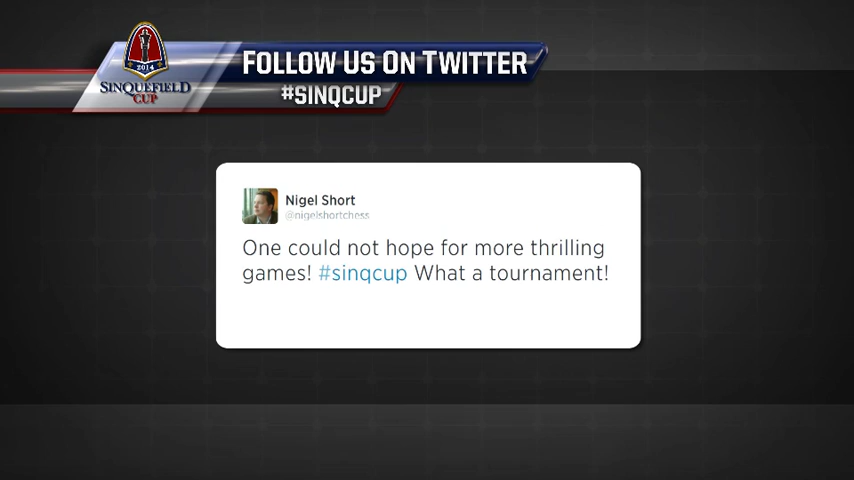 2014
SINQUEFIELD
CUP
FOLLOW US ON TWITTER
#SINQCUP
Nigel Short
@nigelshortchess
One could not hope for more thrilling
games! #sinqcup What a tournament!